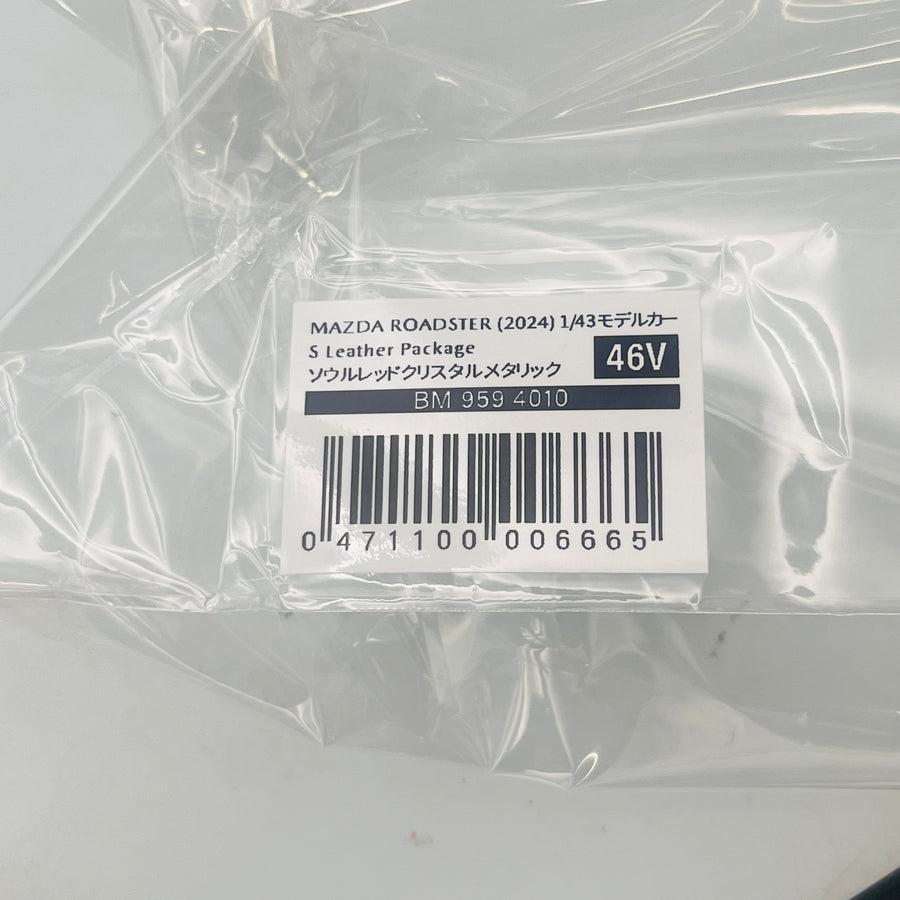 MAZDA ROADSTER (2024) 1/43モデルカー
S Leather Package
46V
ソウルレッドクリスタルメタリック
BM 959 4010
0 471100 006665